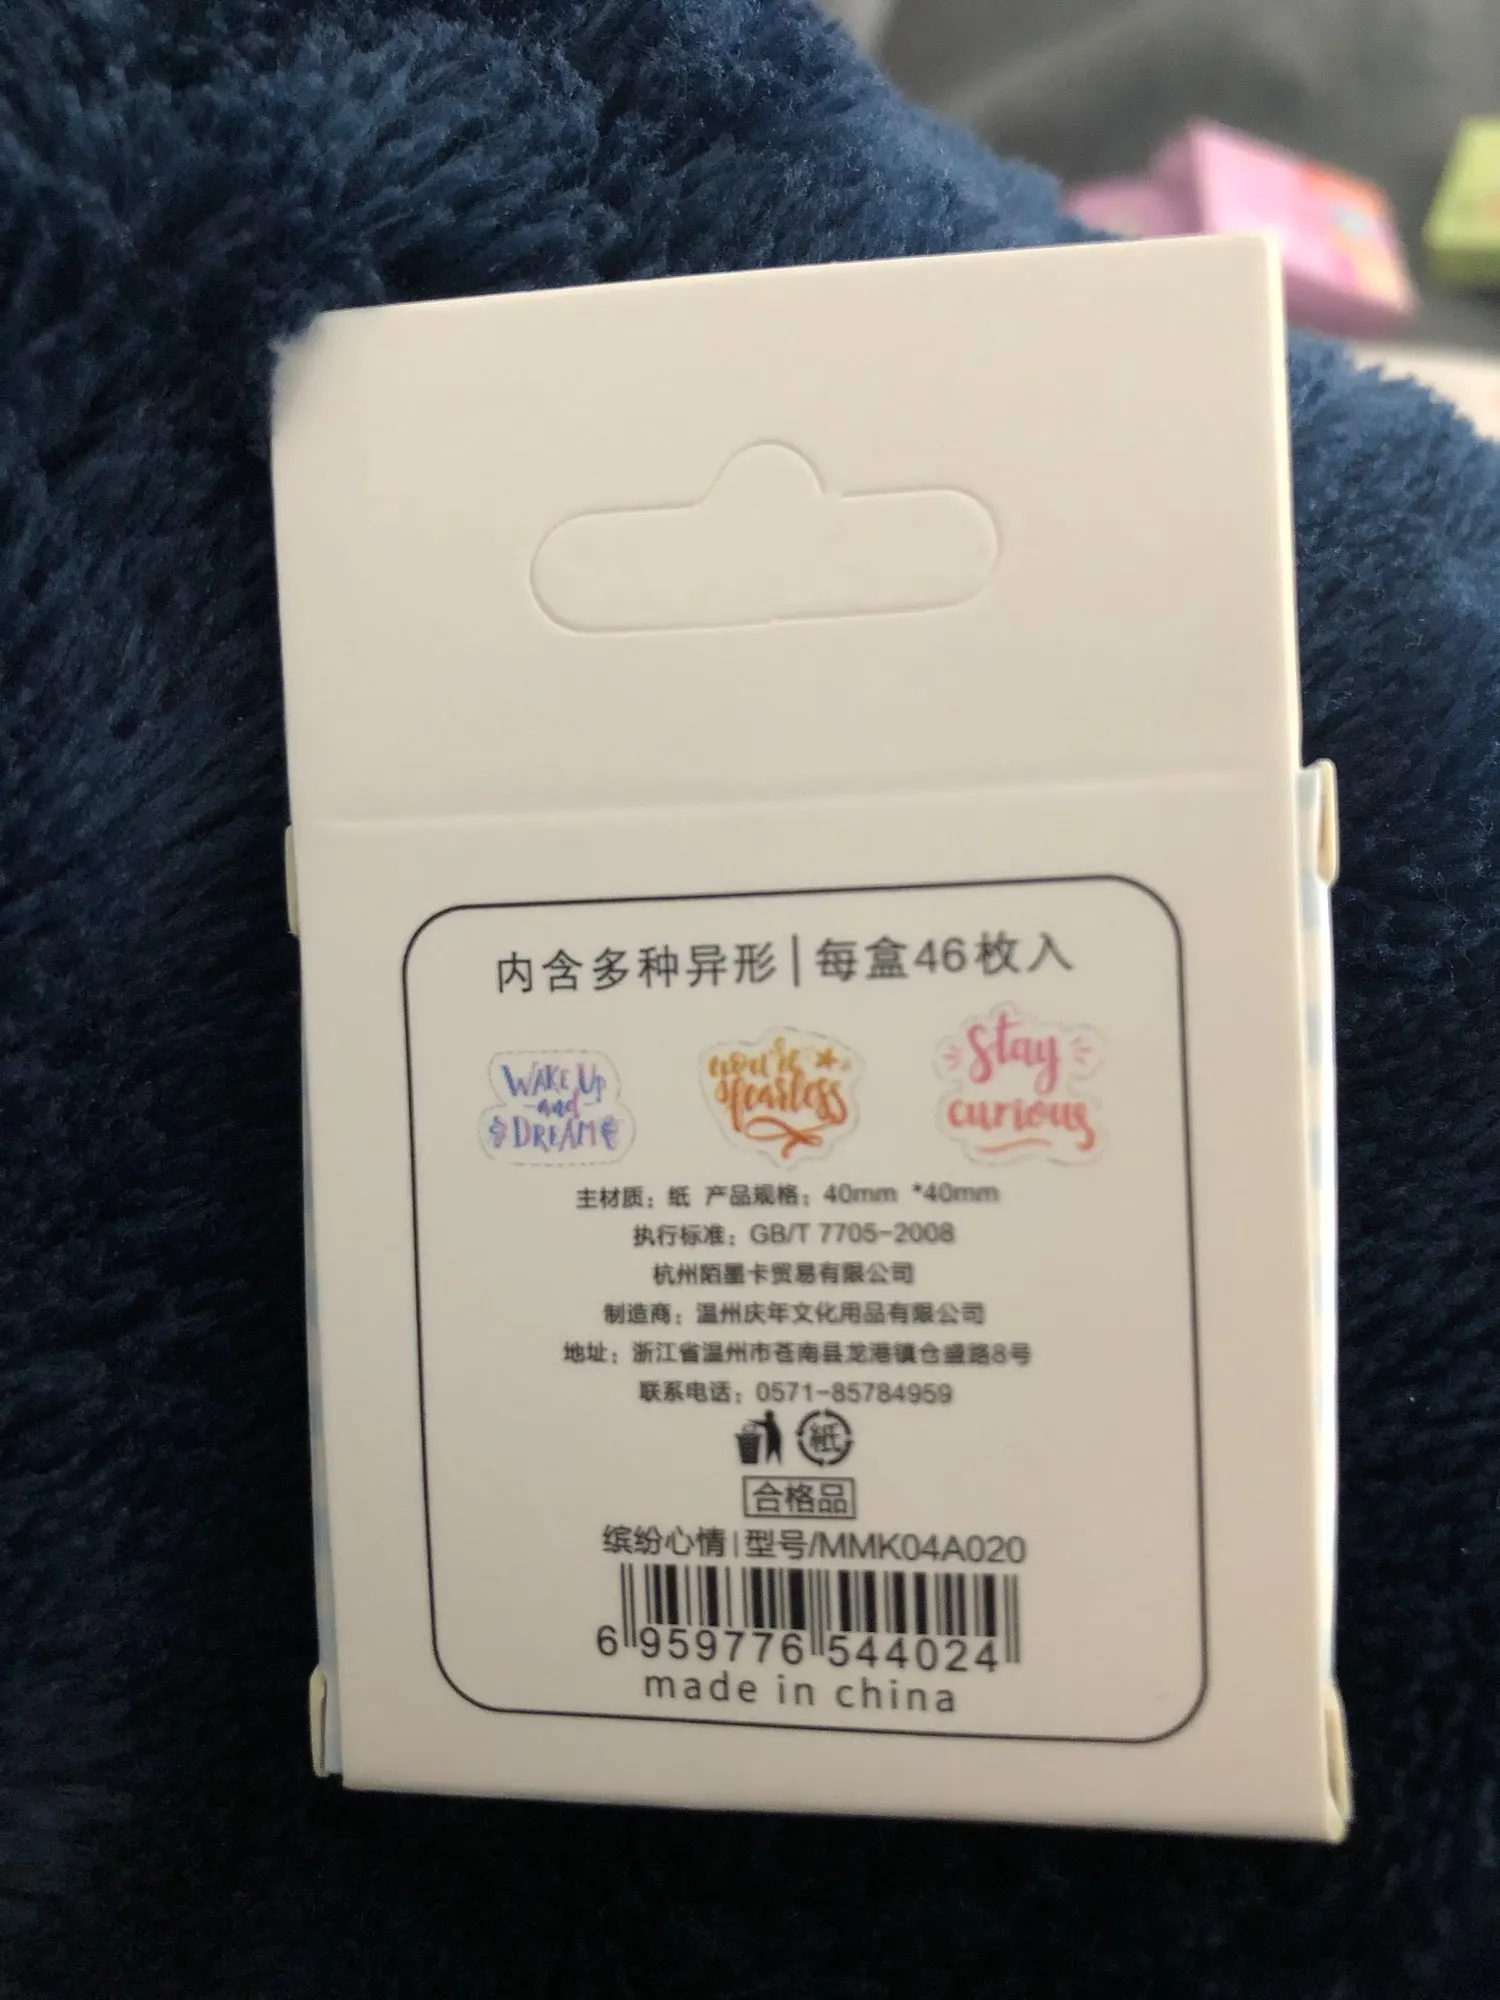 内含多种异形|每盒46枚入
WAKE Up
and
DREAM
you're
fearless
Stay
curious
主材质：纸 产品规格：40mm *40mm
执行标准：GB/T 7705-2008
杭州陌墨卡贸易有限公司
制造商：温州庆年文化用品有限公司
地址：浙江省温州市苍南县龙港镇仓盛路8号
联系电话：0571-85784959
紙
合格品
缤纷心情|型号/MMK04A020
6 959776 544024
made in china